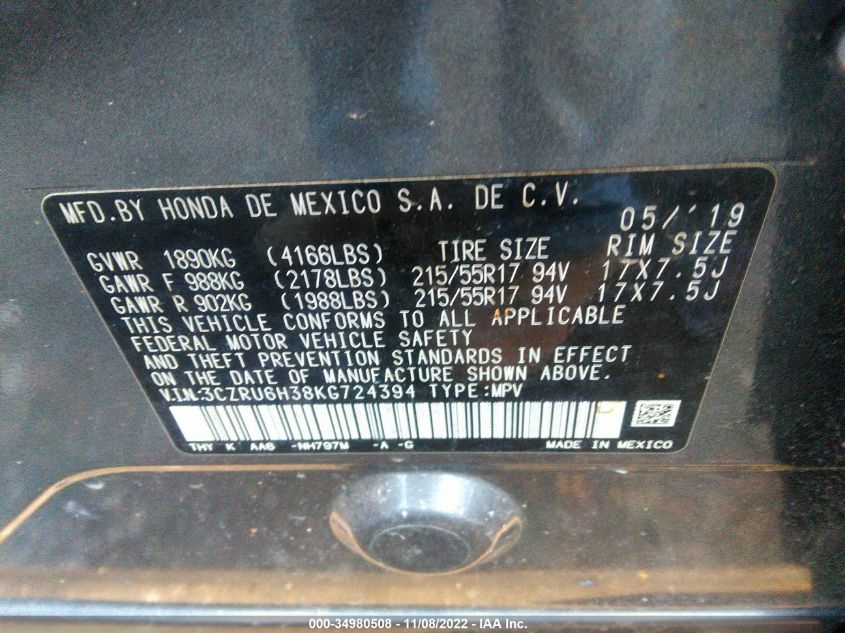 MFD.BY HONDA DE MEXICO S.A. DE C.V. 05/'19
GVWR 1890KG (4166LBS) TIRE SIZE RIM SIZE
GAWR F 988KG (2178LBS) 215/55R17 94V 17X7.5J
GAWR R 902KG (1988LBS) 215/55R17 94V 17X7.5J
THIS VEHICLE CONFORMS TO ALL APPLICABLE
FEDERAL MOTOR VEHICLE SAFETY
AND THEFT PREVENTION STANDARDS IN EFFECT
ON THE DATE OF MANUFACTURE SHOWN ABOVE.
V.I.N:3CZRU6H38KG724394 TYPE:MPV
THY K AA6 -NH797M -A -G MADE IN MEXICO
000-34980508 - 11/08/2022 - IAA Inc.